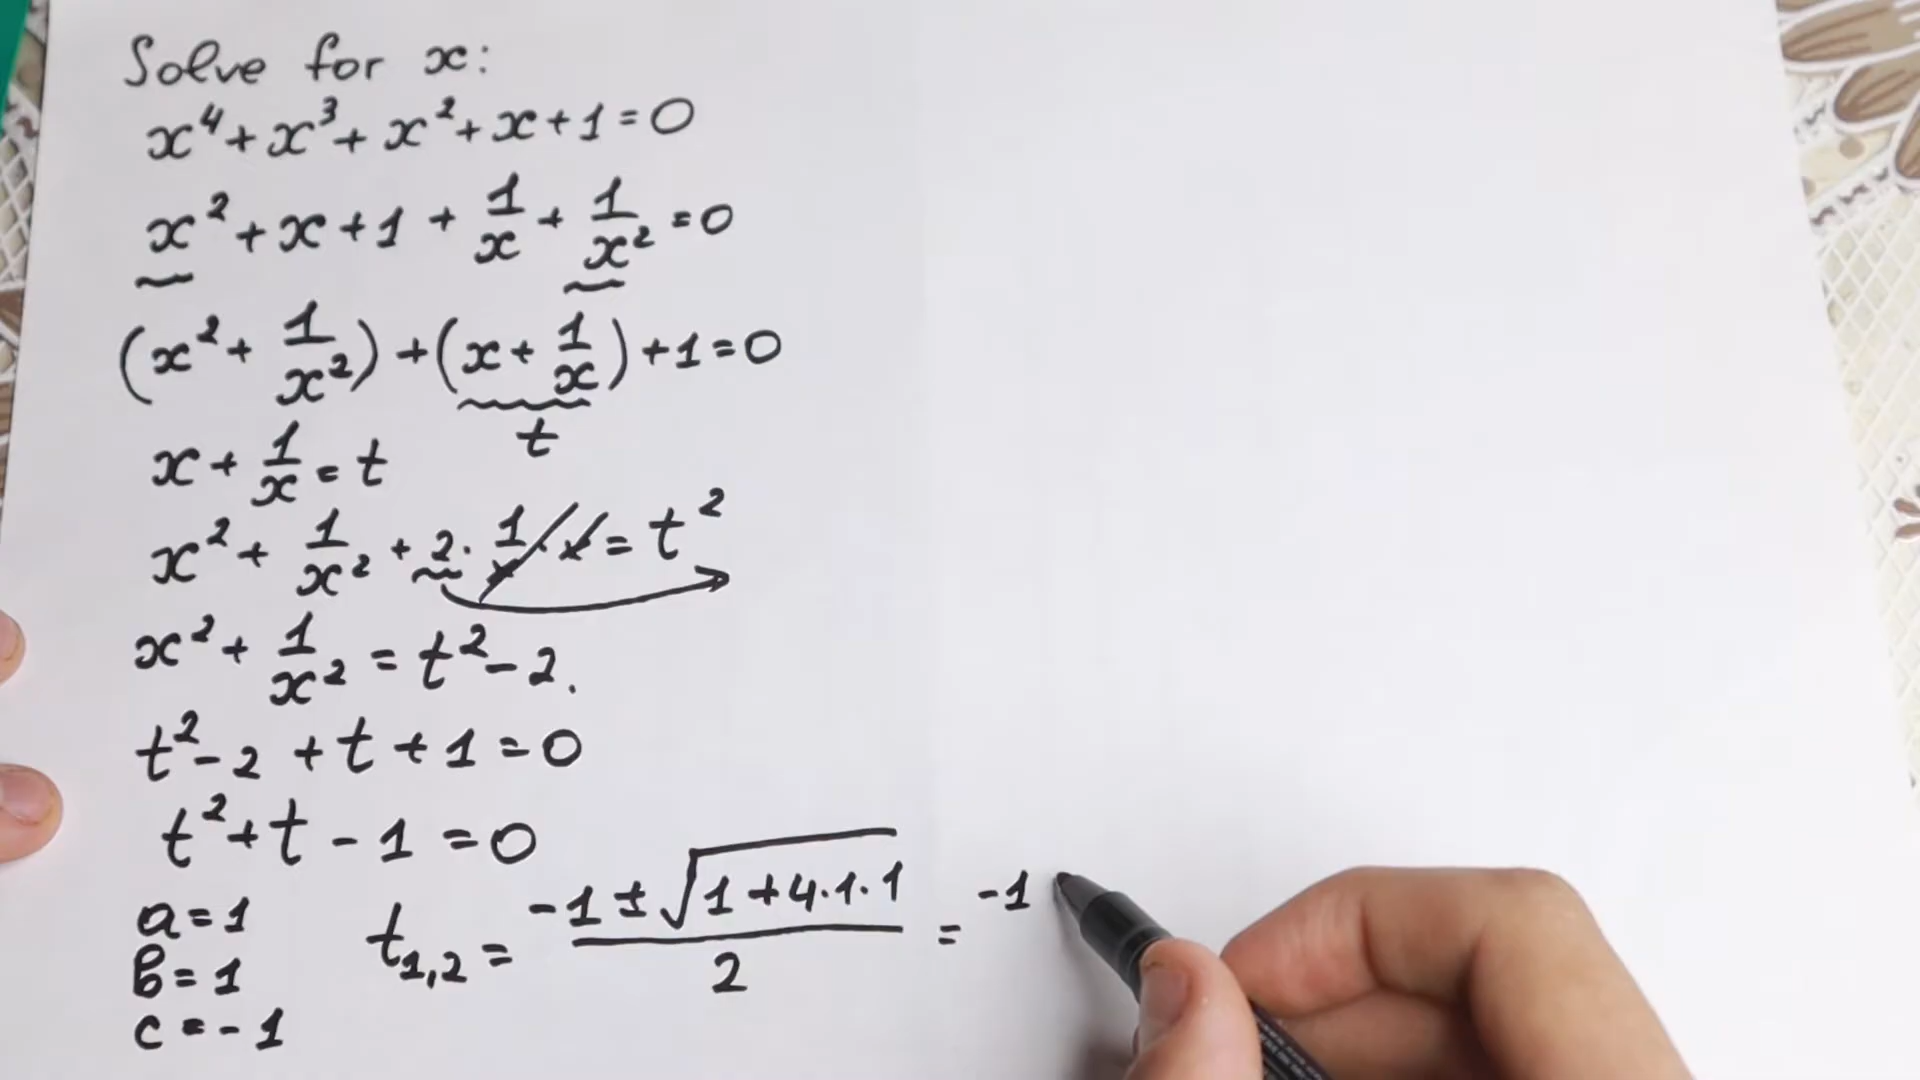 Solve for x:
x⁴ + x³ + x² + x + 1 = 0
x² + x + 1 + 1/x + 1/x² = 0
(x² + 1/x²) + (x + 1/x) + 1 = 0
t
x + 1/x = t
x² + 1/x² + 2 · 1/x · x = t²
x² + 1/x² = t² - 2.
t² - 2 + t + 1 = 0
t² + t - 1 = 0
a = 1
b = 1
c = - 1
t₁,₂ = (-1 ± √(1 + 4 · 1 · 1))/2 = -1